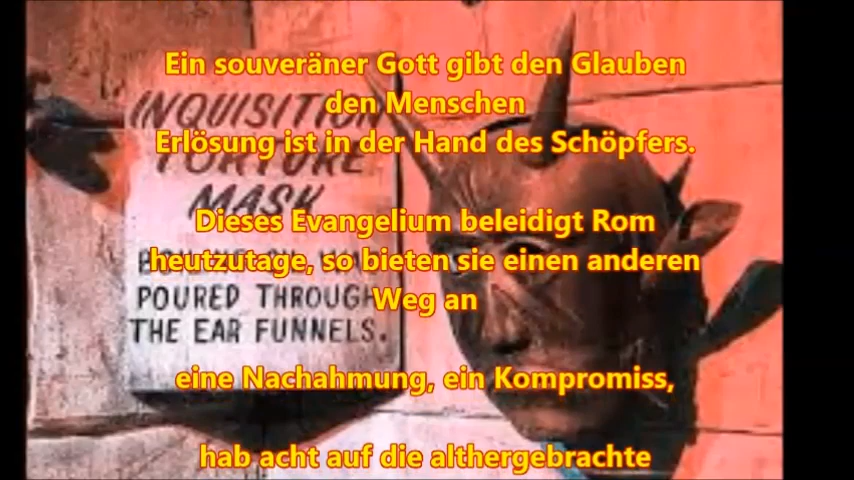 Ein souveräner Gott gibt den Glauben
den Menschen
INQUISITION
Erlösung ist in der Hand des Schöpfers.
TORTURE
MASK
Dieses Evangelium beleidigt Rom
heutzutage, so bieten sie einen anderen
POURED THROUGH
Weg an
THE EAR FUNNELS.
eine Nachahmung, ein Kompromiss,
hab acht auf die althergebrachte